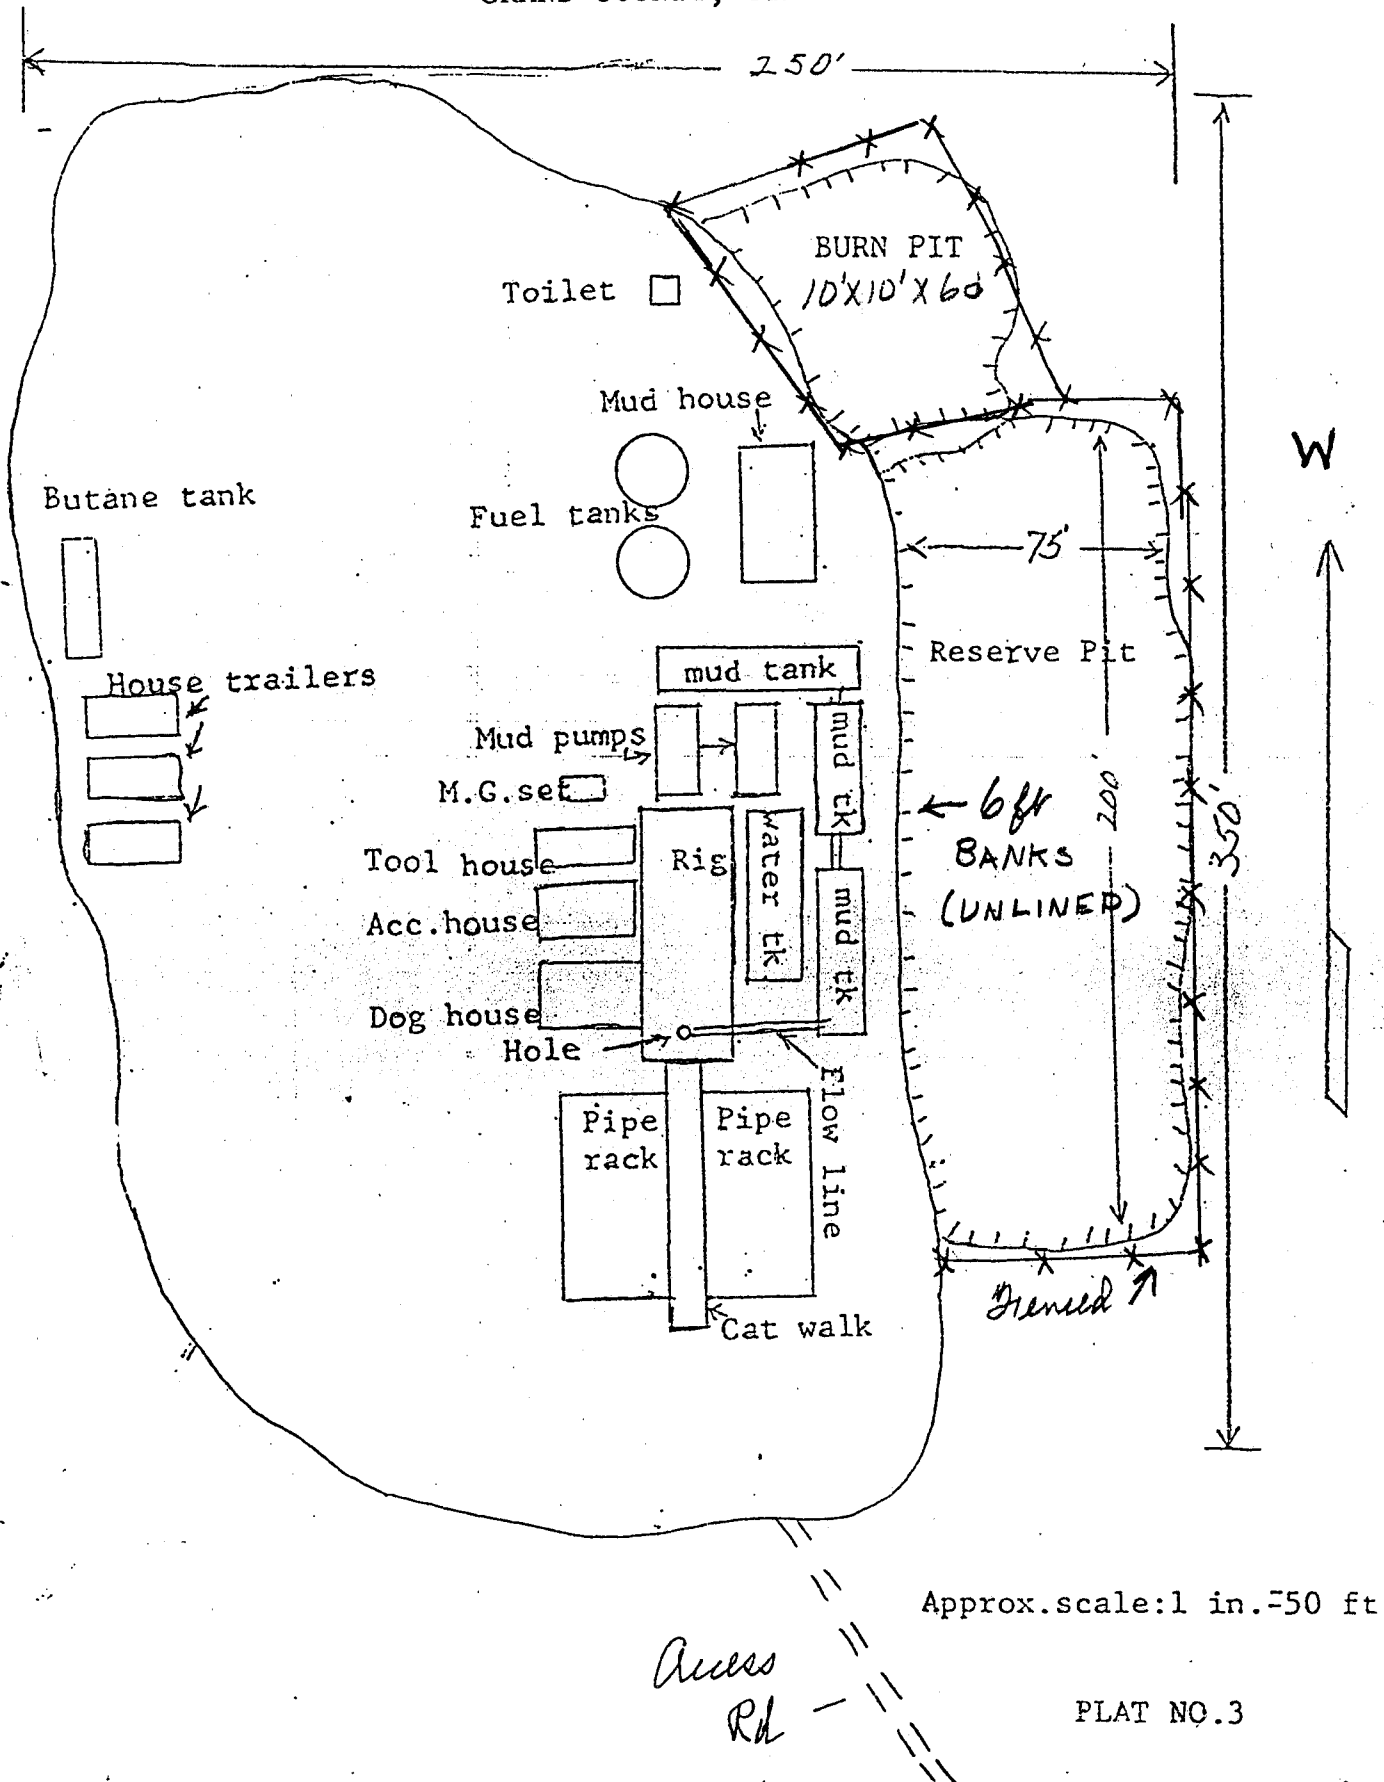 250'
BURN PIT
10'X10'X60
Toilet
Mud house
W
Butane tank
Fuel tanks
75'
Reserve Pit
mud tank
House trailers
Mud pumps
mud tk
M.G.set
200'
350'
← 6 ft
BANKS
(UNLINED)
Tool house
Rig
water tk
Acc.house
mud tk
Dog house
Hole
Flow line
Pipe
rack
Pipe
rack
Fenced
Cat walk
Approx.scale:1 in.=50 ft
Access
Rd
PLAT NO.3